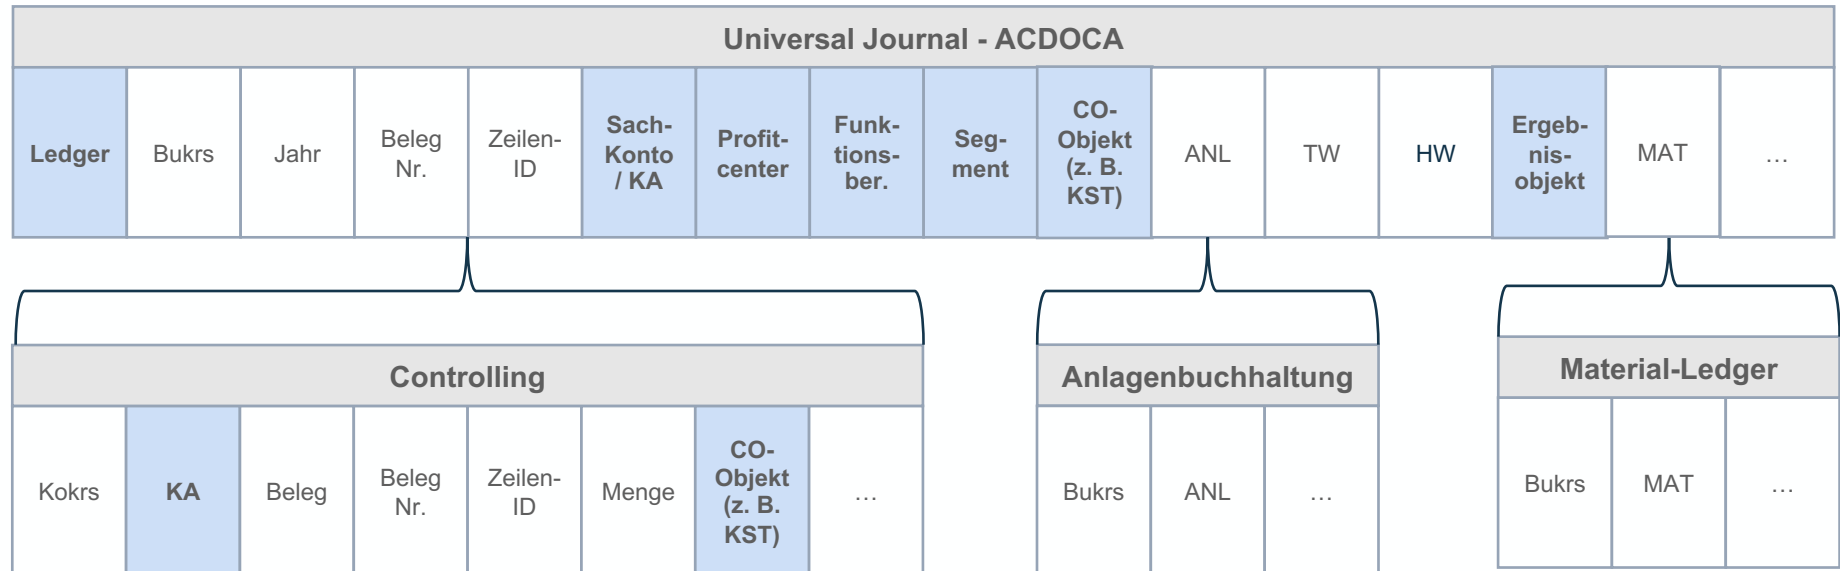 Universal Journal - ACDOCA
Ledger
Bukrs
Jahr
Beleg
Nr.
Zeilen-
ID
Sach-
Konto
/ KA
Profit-
center
Funk-
tions-
ber.
Seg-
ment
CO-
Objekt
(z. B.
KST)
ANL
TW
HW
Ergeb-
nis-
objekt
MAT
…
Controlling
Kokrs
KA
Beleg
Beleg
Nr.
Zeilen-
ID
Menge
CO-
Objekt
(z. B.
KST)
…
Anlagenbuchhaltung
Bukrs
ANL
…
Material-Ledger
Bukrs
MAT
…